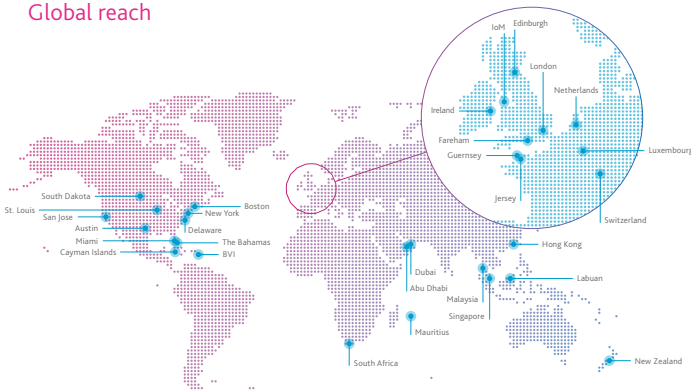 Global reach
IoM
Edinburgh
London
Netherlands
Ireland
Fareham
Guernsey
Luxembourg
Jersey
Switzerland
South Dakota
St. Louis
San Jose
Boston
New York
Austin
Delaware
Miami
The Bahamas
Cayman Islands
BVI
Hong Kong
Dubai
Abu Dhabi
Labuan
Malaysia
Singapore
Mauritius
South Africa
New Zealand